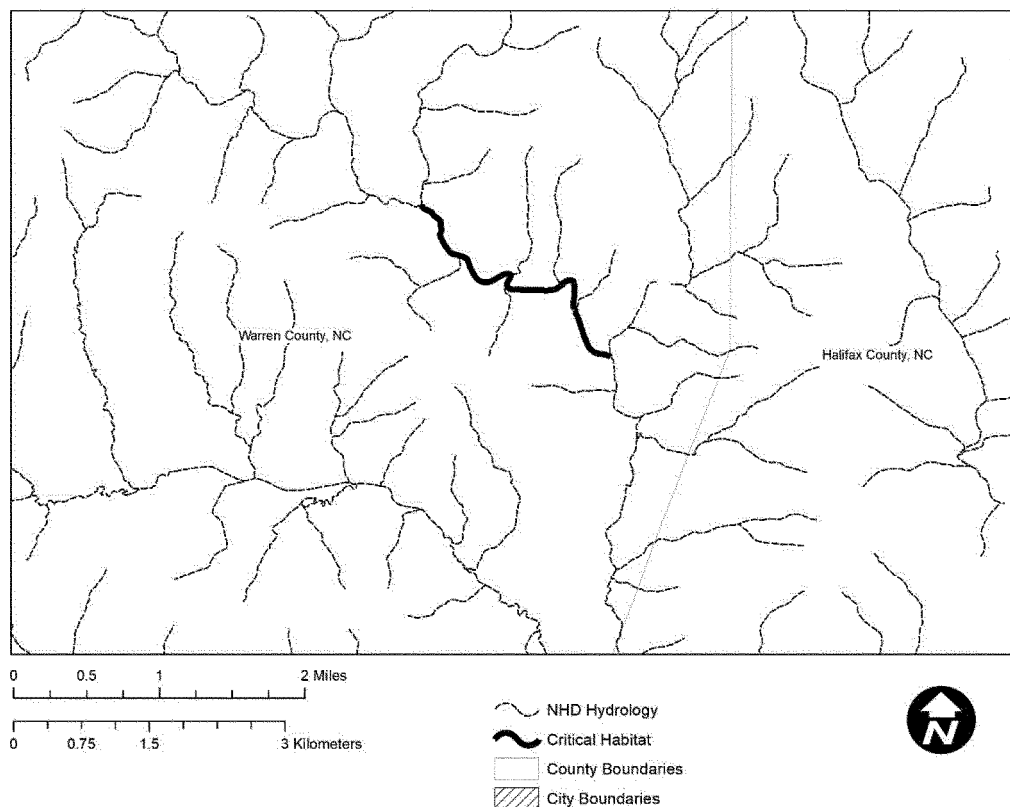 Warren County, NC
Halifax County, NC
0 0.5 1 2 Miles
0 0.75 1.5 3 Kilometers
NHD Hydrology
Critical Habitat
County Boundaries
City Boundaries
N